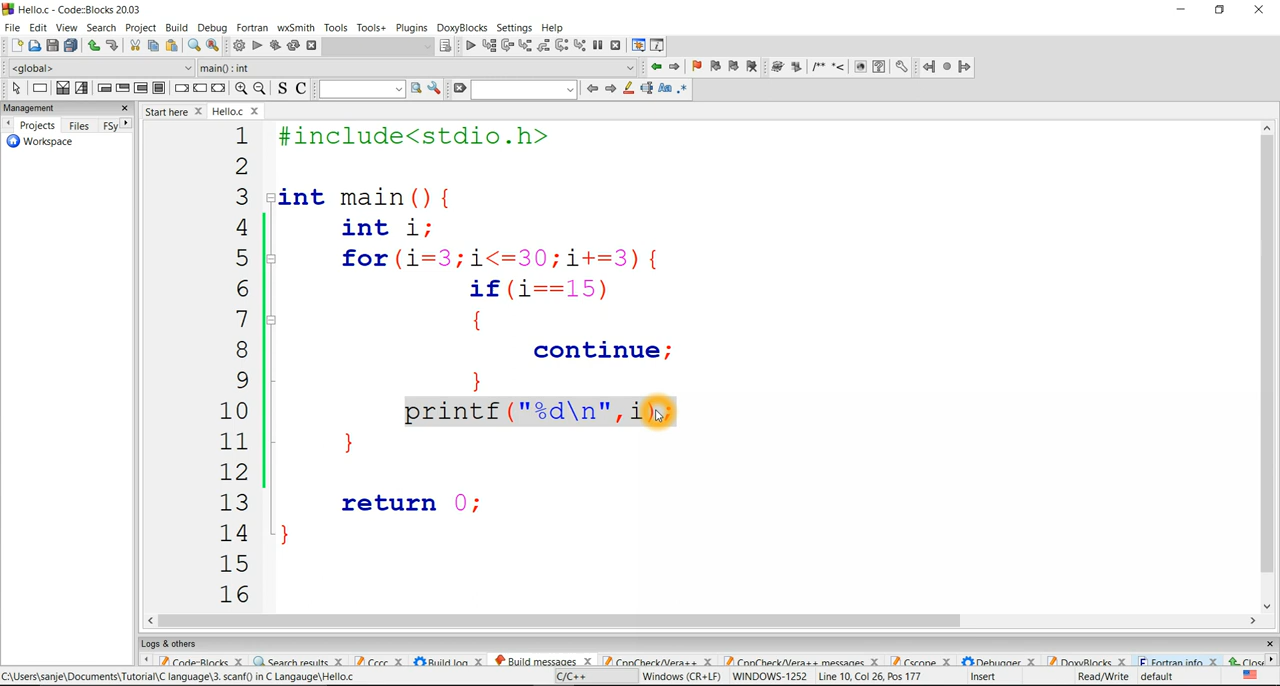 Hello.c - Code::Blocks 20.03
File Edit View Search Project Build Debug Fortran wxSmith Tools Tools+ Plugins DoxyBlocks Settings Help
<global> main() : int
/** *<
S C Aa .*
Management
Start here Hello.c
Projects Files FSy
Workspace
1 #include<stdio.h>
2
3 int main(){
4 int i;
5 for(i=3;i<=30;i+=3){
6 if(i==15)
7 {
8 continue;
9 }
10 printf("%d\n",i);
11 }
12
13 return 0;
14 }
15
16
Logs & others
Code::Blocks Search results Cccc Build log Build messages CppCheck/Vera++ CppCheck/Vera++ messages Cscope Debugger DoxyBlocks Fortran info Close
C:\Users\sanje\Documents\Tutorial\C language\3. scanf() in C Langauge\Hello.c C/C++ Windows (CR+LF) WINDOWS-1252 Line 10, Col 26, Pos 177 Insert Read/Write default